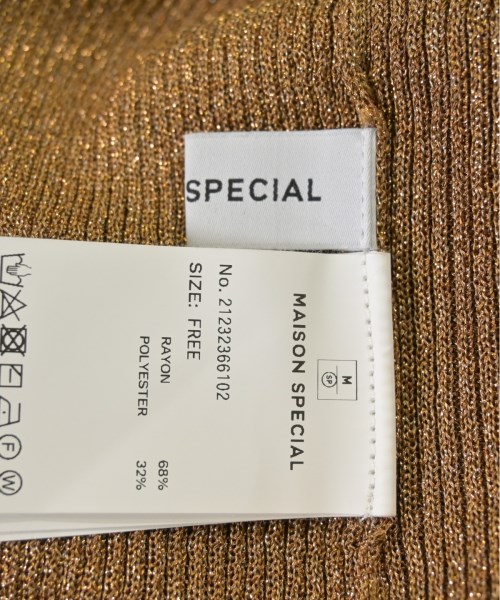 SPECIAL
M
SP
MAISON SPECIAL
No. 21232366102
SIZE: FREE
RAYON 68%
POLYESTER 32%
F
W